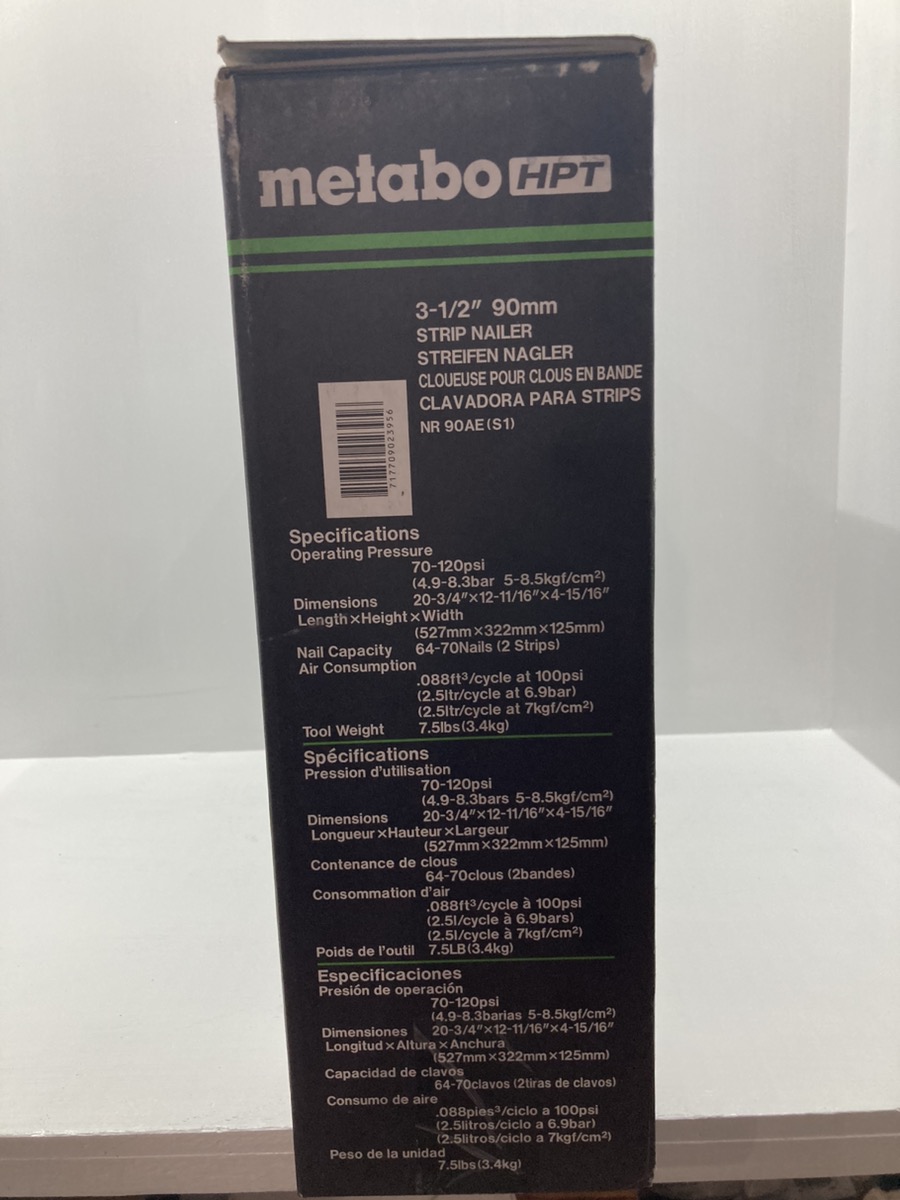 metabo HPT
3-1/2" 90mm
STRIP NAILER
STREIFEN NAGLER
CLOUEUSE POUR CLOUS EN BANDE
CLAVADORA PARA STRIPS
NR 90AE (S1)
717709023956
Specifications
Operating Pressure
70-120psi
(4.9-8.3bar 5-8.5kgf/cm²)
Dimensions 20-3/4"×12-11/16"×4-15/16"
Length×Height×Width
(527mm×322mm×125mm)
Nail Capacity 64-70Nails (2 Strips)
Air Consumption
.088ft³/cycle at 100psi
(2.5ltr/cycle at 6.9bar)
(2.5ltr/cycle at 7kgf/cm²)
Tool Weight 7.5lbs(3.4kg)
Spécifications
Pression d'utilisation
70-120psi
(4.9-8.3bars 5-8.5kgf/cm²)
Dimensions 20-3/4"×12-11/16"×4-15/16"
Longueur×Hauteur×Largeur
(527mm×322mm×125mm)
Contenance de clous
64-70clous (2bandes)
Consommation d'air
.088ft³/cycle à 100psi
(2.5l/cycle à 6.9bars)
(2.5l/cycle à 7kgf/cm²)
Poids de l'outil 7.5LB(3.4kg)
Especificaciones
Presión de operación
70-120psi
(4.9-8.3barias 5-8.5kgf/cm²)
Dimensiones 20-3/4"×12-11/16"×4-15/16"
Longitud×Altura×Anchura
(527mm×322mm×125mm)
Capacidad de clavos
64-70clavos (2tiras de clavos)
Consumo de aire
.088pies³/ciclo a 100psi
(2.5litros/ciclo a 6.9bar)
(2.5litros/ciclo a 7kgf/cm²)
Peso de la unidad
7.5lbs(3.4kg)